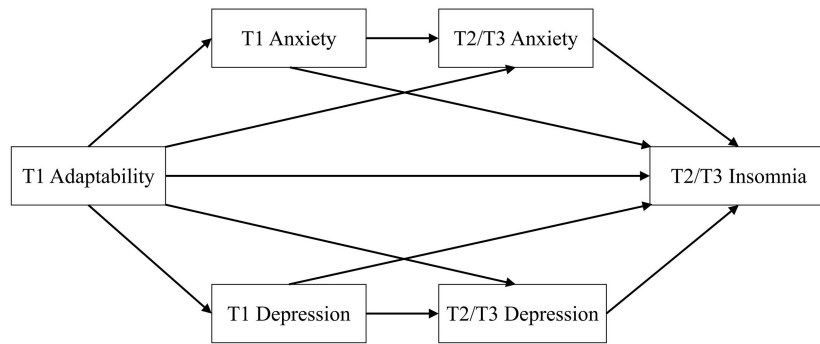 T1 Anxiety
T2/T3 Anxiety
T1 Adaptability
T2/T3 Insomnia
T1 Depression
T2/T3 Depression